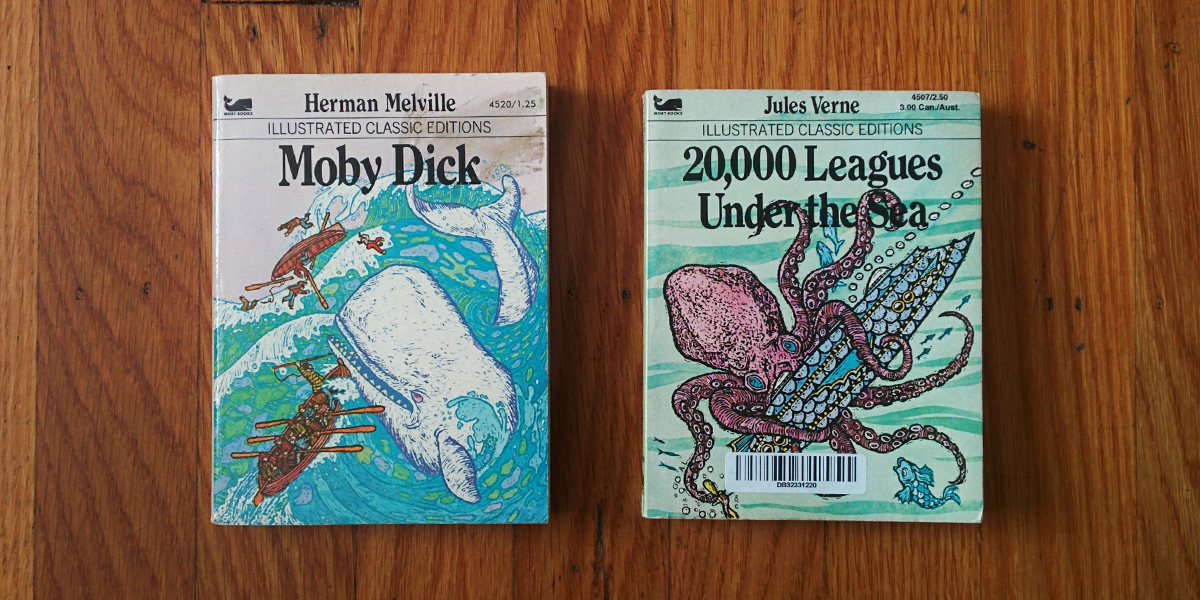 MOBY BOOKS
Herman Melville
4520/1.25
ILLUSTRATED CLASSIC EDITIONS
Moby Dick
MOBY BOOKS
Jules Verne
4507/2.50
3.00 Can./Aust.
ILLUSTRATED CLASSIC EDITIONS
20,000 Leagues
Under the Sea
DB32331220